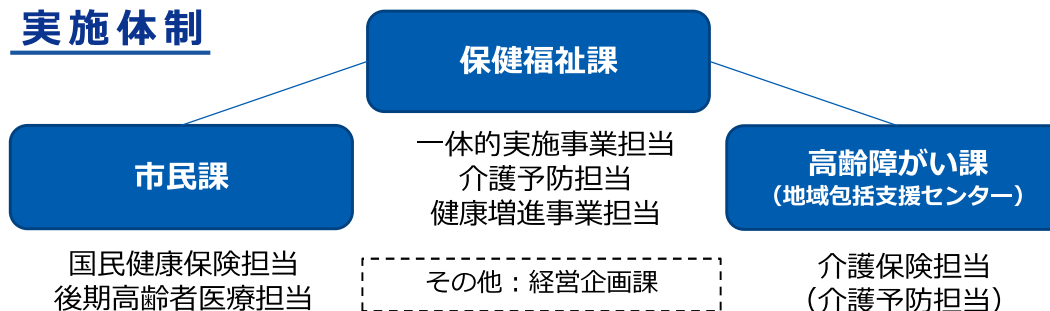 実施体制
保健福祉課
一体的実施事業担当
介護予防担当
健康増進事業担当
市民課
国民健康保険担当
後期高齢者医療担当
高齢障がい課
（地域包括支援センター）
介護保険担当
（介護予防担当）
その他：経営企画課